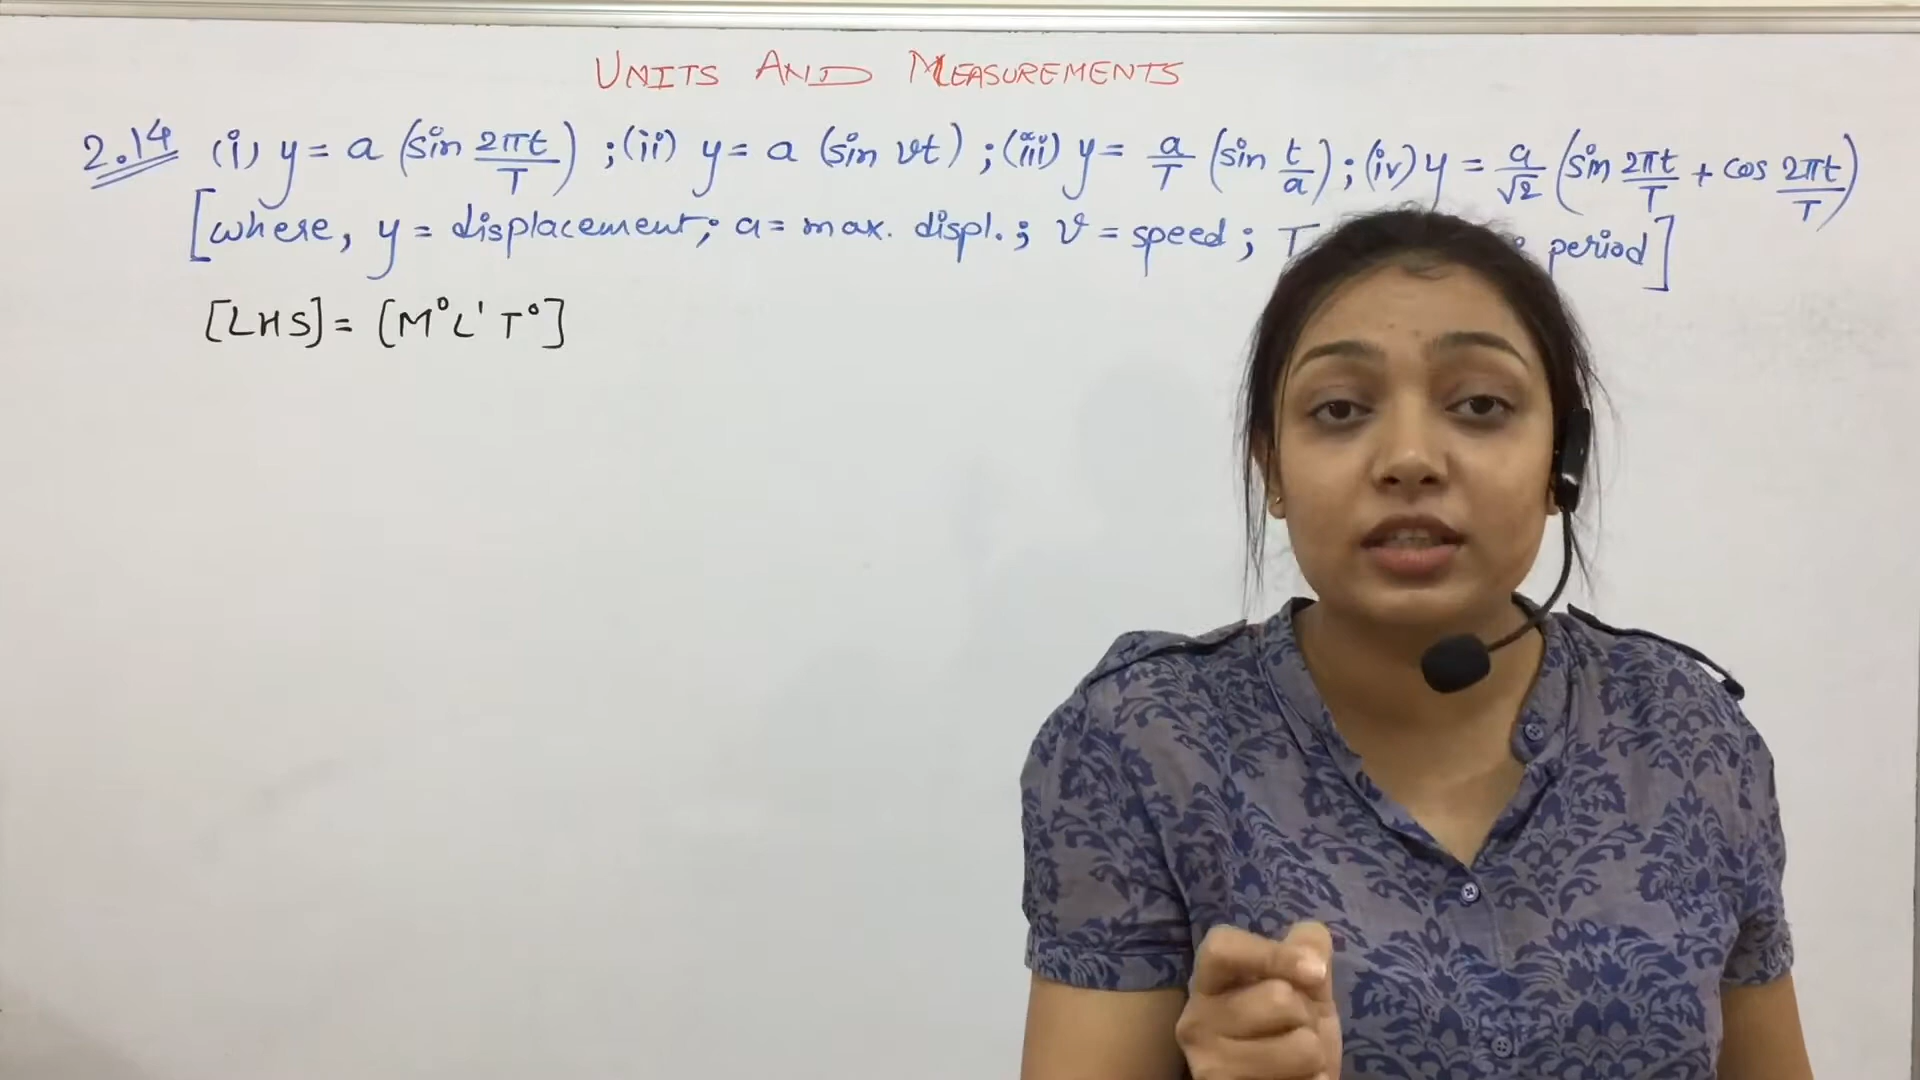 UNITS AND MEASUREMENTS
2.14 (i) y = a (sin 2πt/T) ; (ii) y = a (sin vt) ; (iii) y = a/T (sin t/a) ; (iv) y = a/√2 (sin 2πt/T + cos 2πt/T)
[where, y = displacement; a = max. displ. ; v = speed ; T period]
[LHS] = [M⁰L¹T⁰]